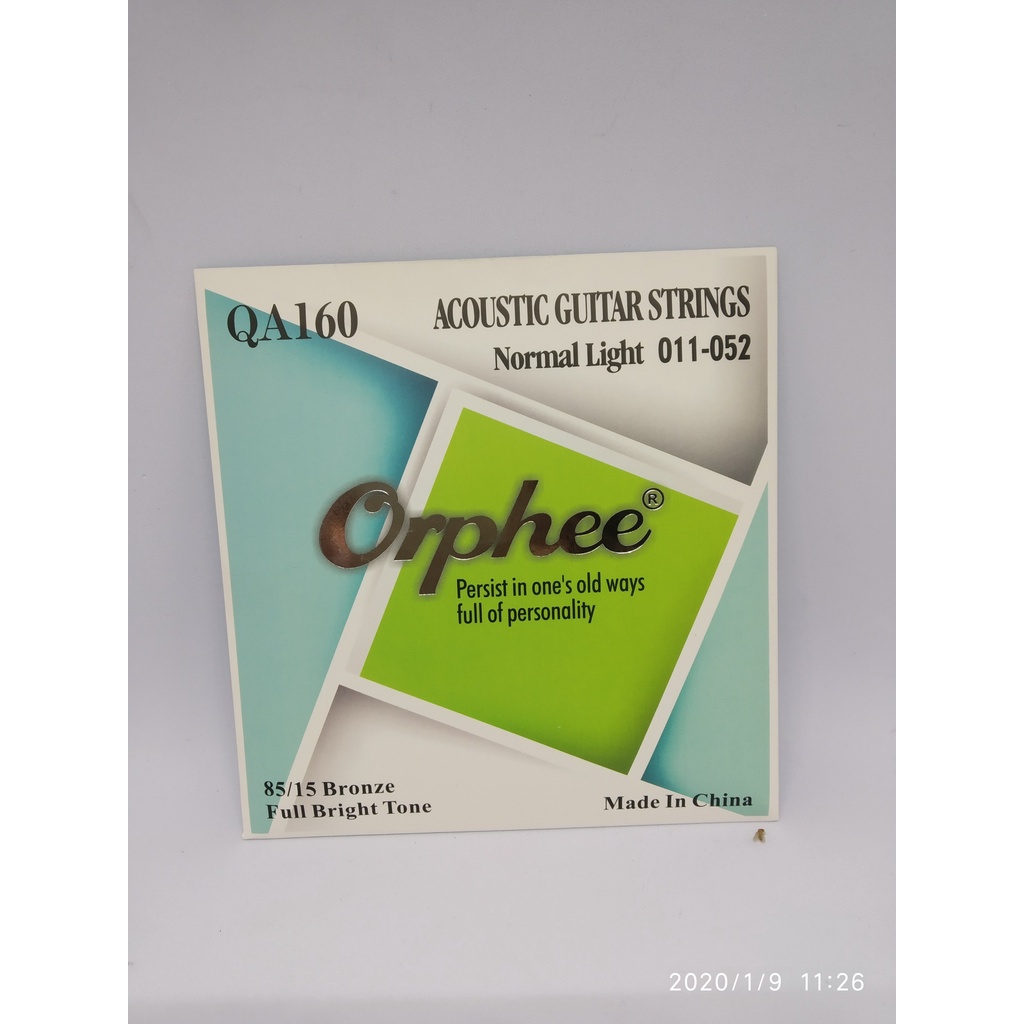 QA160
ACOUSTIC GUITAR STRINGS
Normal Light 011-052
Orphee®
Persist in one's old ways
full of personality
85/15 Bronze
Full Bright Tone
Made In China
2020/1/9 11:26